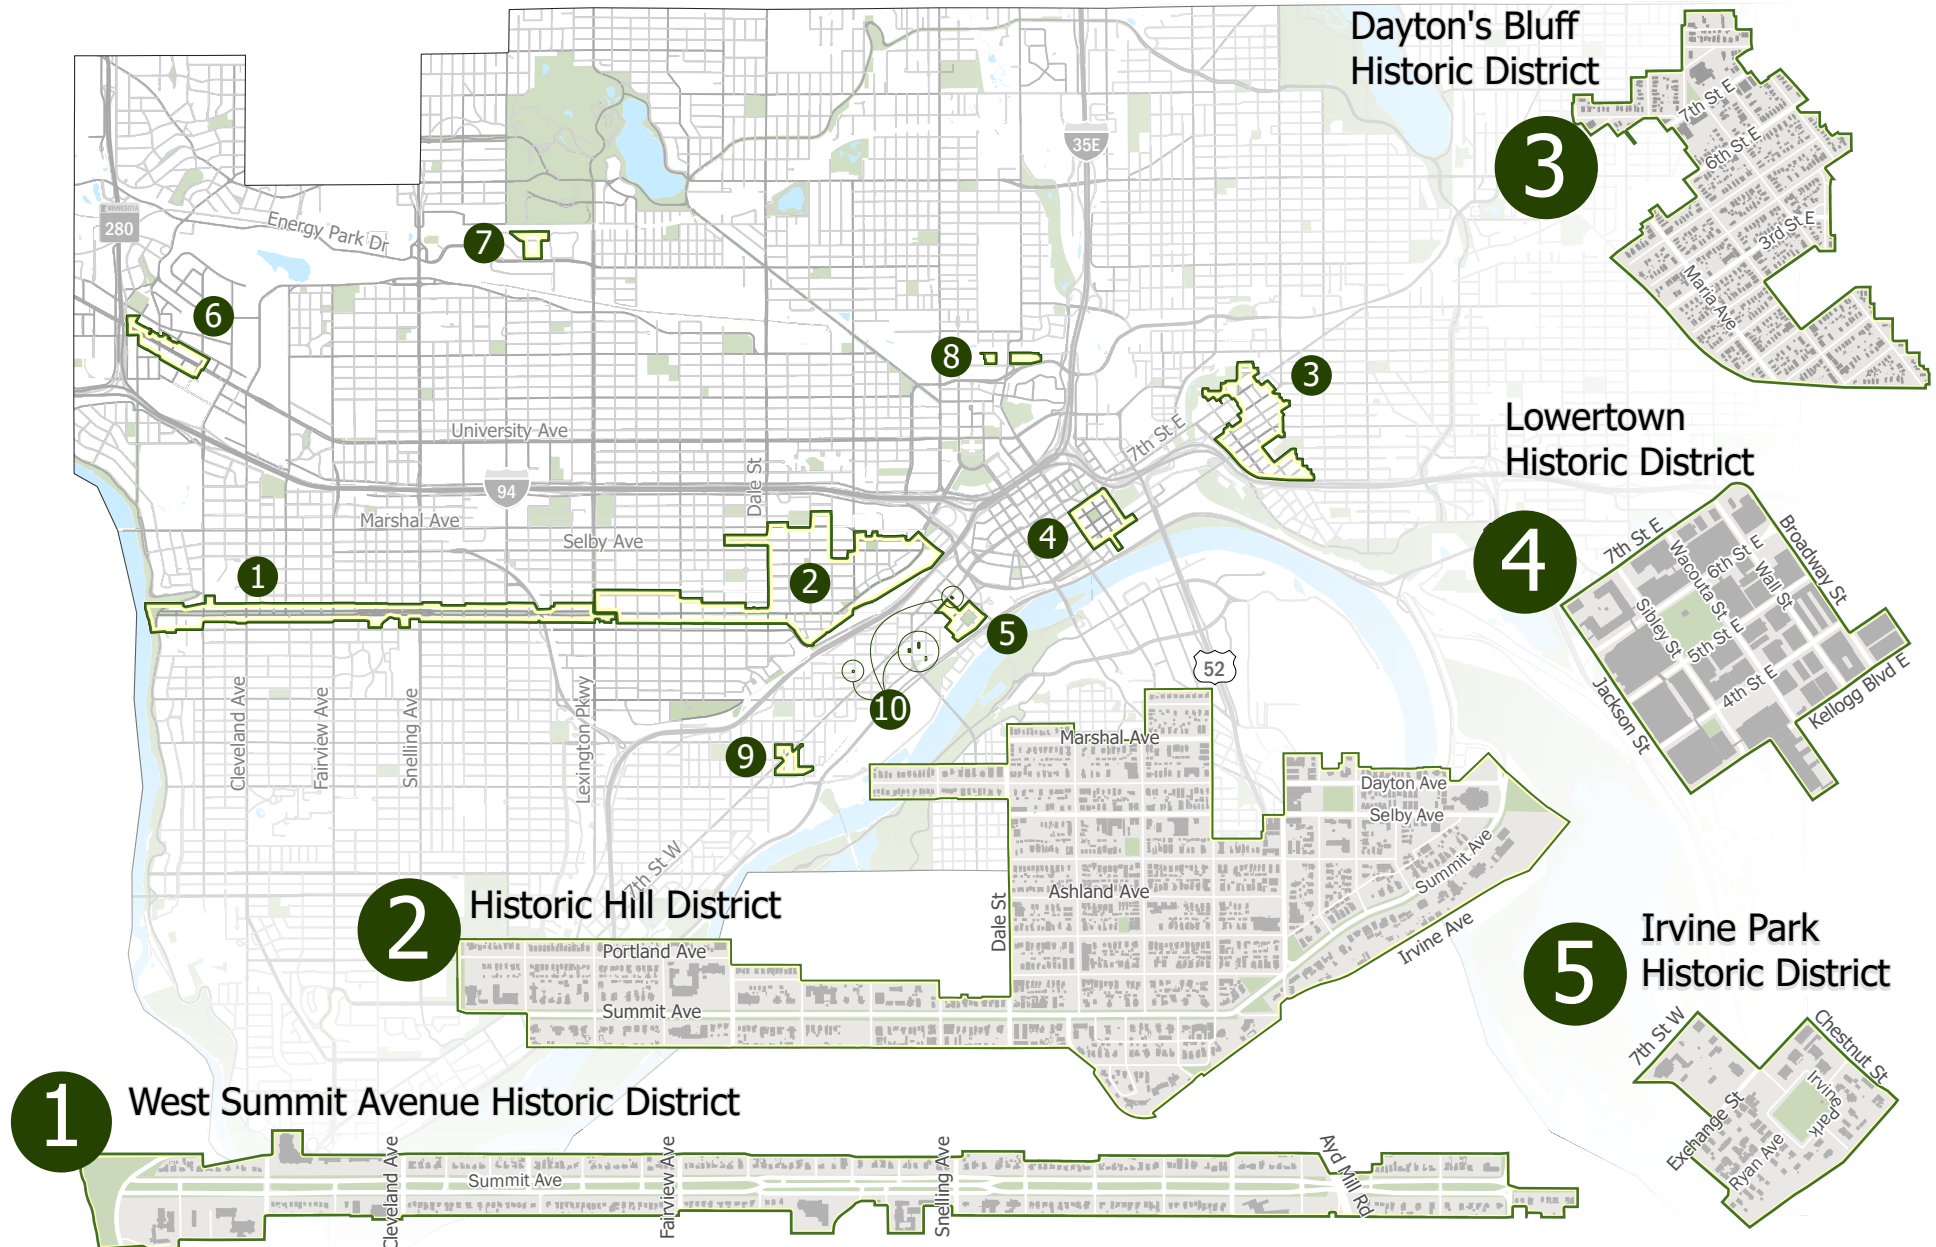 Dayton's Bluff
Historic District
3
7th St E
6th St E
3rd St E
Maria Ave
35E
MINNESOTA
280
Energy Park Dr
7
6
8
3
University Ave
7th St E
94
Dale St
Marshal Ave
Selby Ave
4
1
2
5
10
9
52
Cleveland Ave
Fairview Ave
Snelling Ave
Lexington Pkwy
7th St W
Lowertown
Historic District
4
7th St E
Broadway St
6th St E
Wacouta St
Wall St
Sibley St
5th St E
4th St E
Jackson St
Kellogg Blvd E
2
Historic Hill District
Marshal Ave
Dayton Ave
Selby Ave
Summit Ave
Ashland Ave
Dale St
Irvine Ave
Portland Ave
Summit Ave
5
Irvine Park
Historic District
7th St W
Chestnut St
Irvine Park
Exchange St
Ryan Ave
1
West Summit Avenue Historic District
Cleveland Ave
Summit Ave
Fairview Ave
Snelling Ave
Ayd Mill Rd